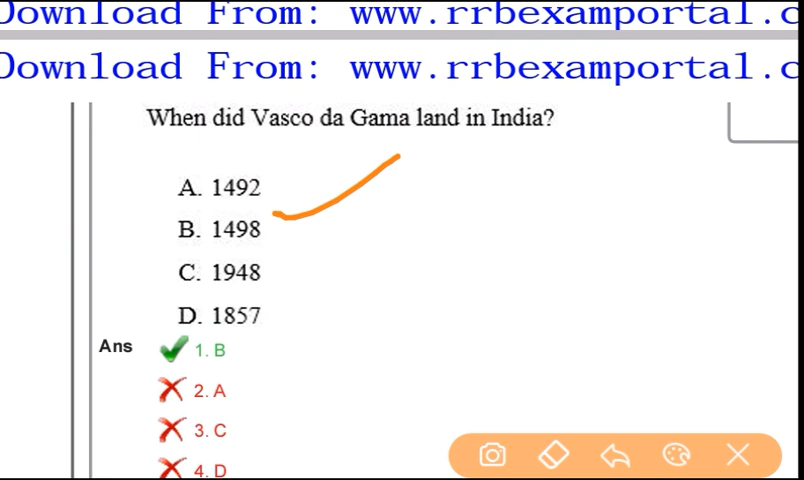 Download From: www.rrbexamportal.c
Download From: www.rrbexamportal.c
When did Vasco da Gama land in India?
A. 1492
B. 1498
C. 1948
D. 1857
Ans
1. B
2. A
3. C
4. D